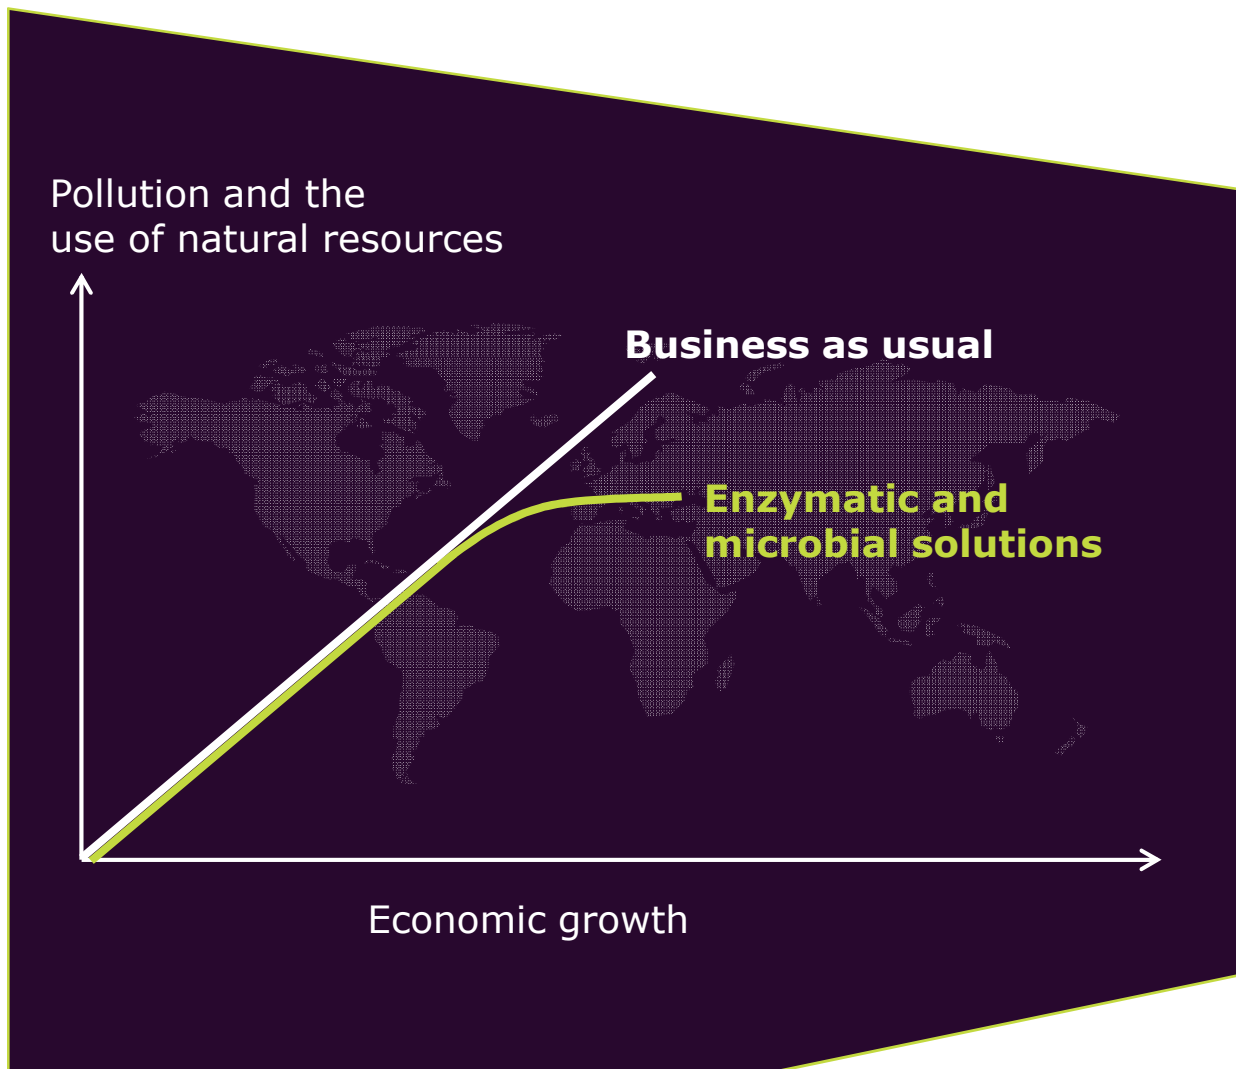 Pollution and the
use of natural resources
Business as usual
Enzymatic and
microbial solutions
Economic growth